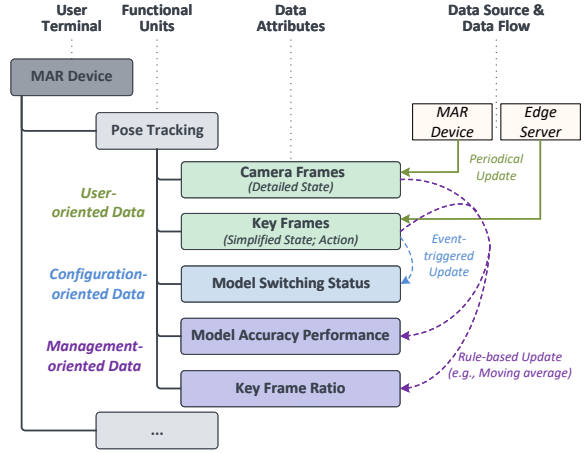 User
Terminal
Functional
Units
Data
Attributes
Data Source &
Data Flow
MAR Device
Pose Tracking
MAR
Device
Edge
Server
Camera Frames
(Detailed State)
Periodical
Update
User-
oriented Data
Key Frames
(Simplified State; Action)
Event-
triggered
Update
Configuration-
oriented Data
Model Switching Status
Management-
oriented Data
Model Accuracy Performance
Rule-based Update
(e.g., Moving average)
Key Frame Ratio
...